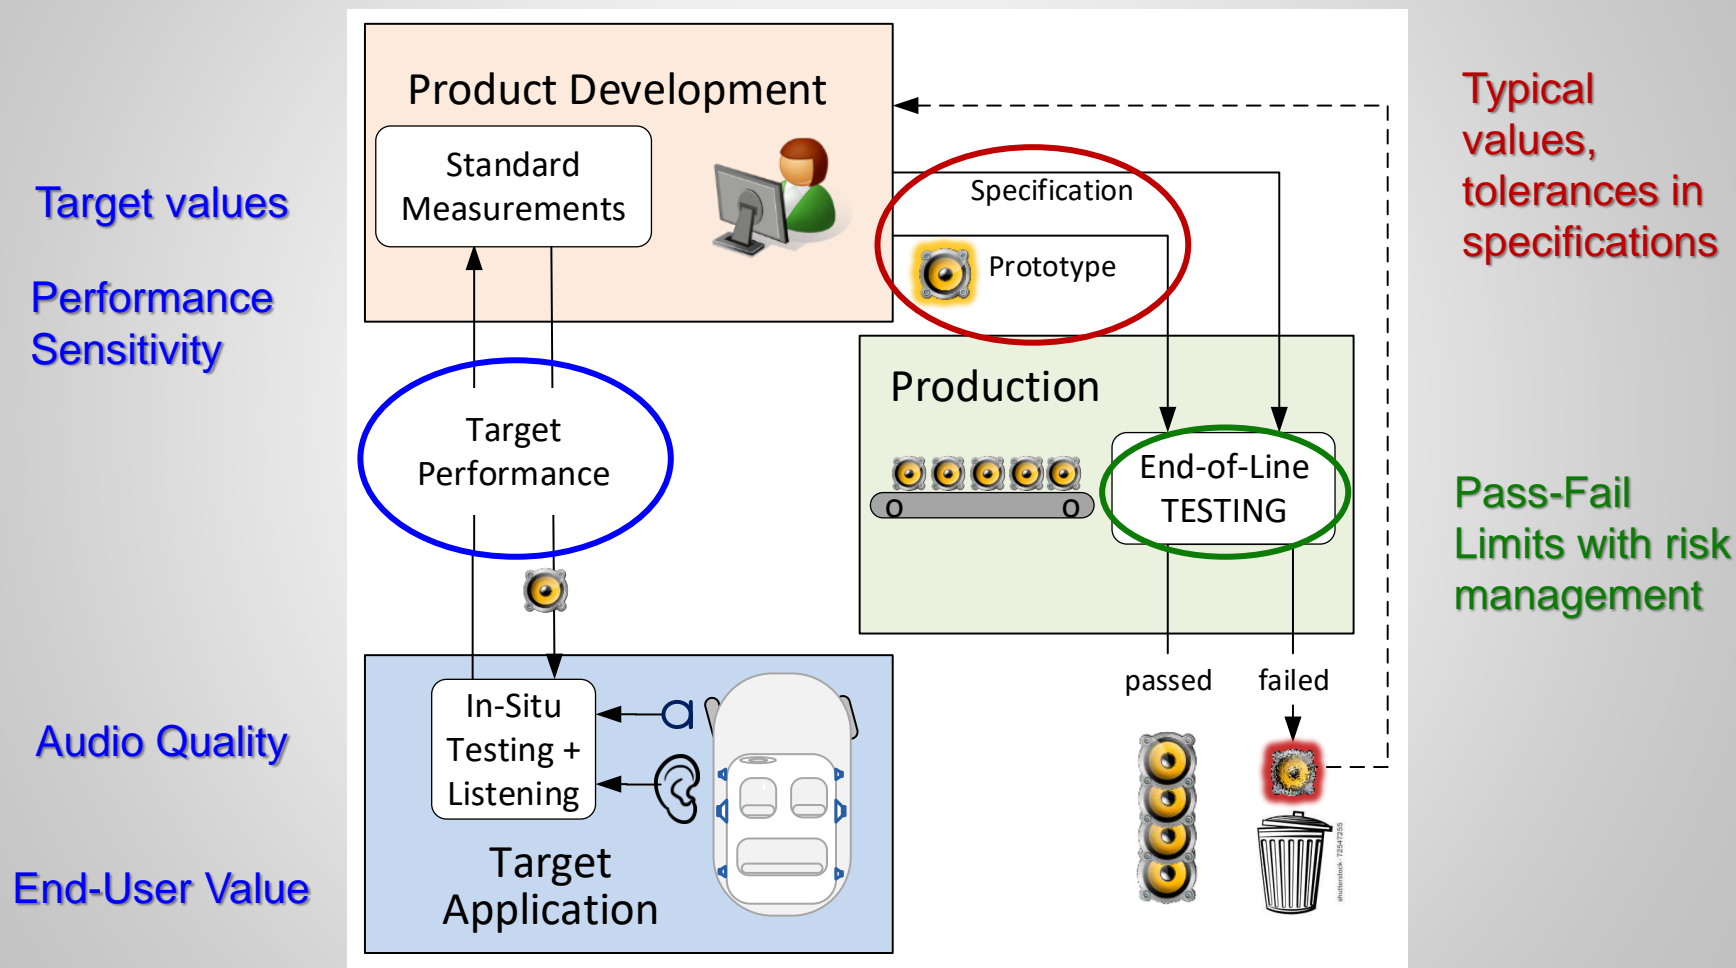 Target values
Performance
Sensitivity
Audio Quality
End-User Value
Product Development
Standard
Measurements
Specification
Prototype
Target
Performance
Production
End-of-Line
TESTING
passed
failed
In-Situ
Testing +
Listening
Target
Application
shutterstock · 72547255
Typical
values,
tolerances in
specifications
Pass-Fail
Limits with risk
management